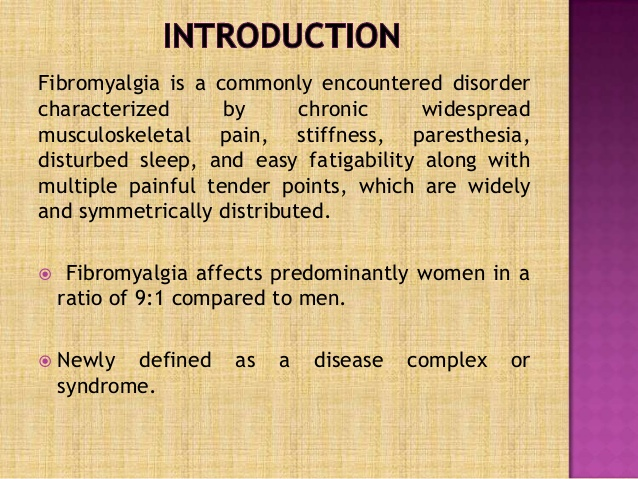 INTRODUCTION
Fibromyalgia is a commonly encountered disorder
characterized by chronic widespread
musculoskeletal pain, stiffness, paresthesia,
disturbed sleep, and easy fatigability along with
multiple painful tender points, which are widely
and symmetrically distributed.
Fibromyalgia affects predominantly women in a
ratio of 9:1 compared to men.
Newly defined as a disease complex or
syndrome.